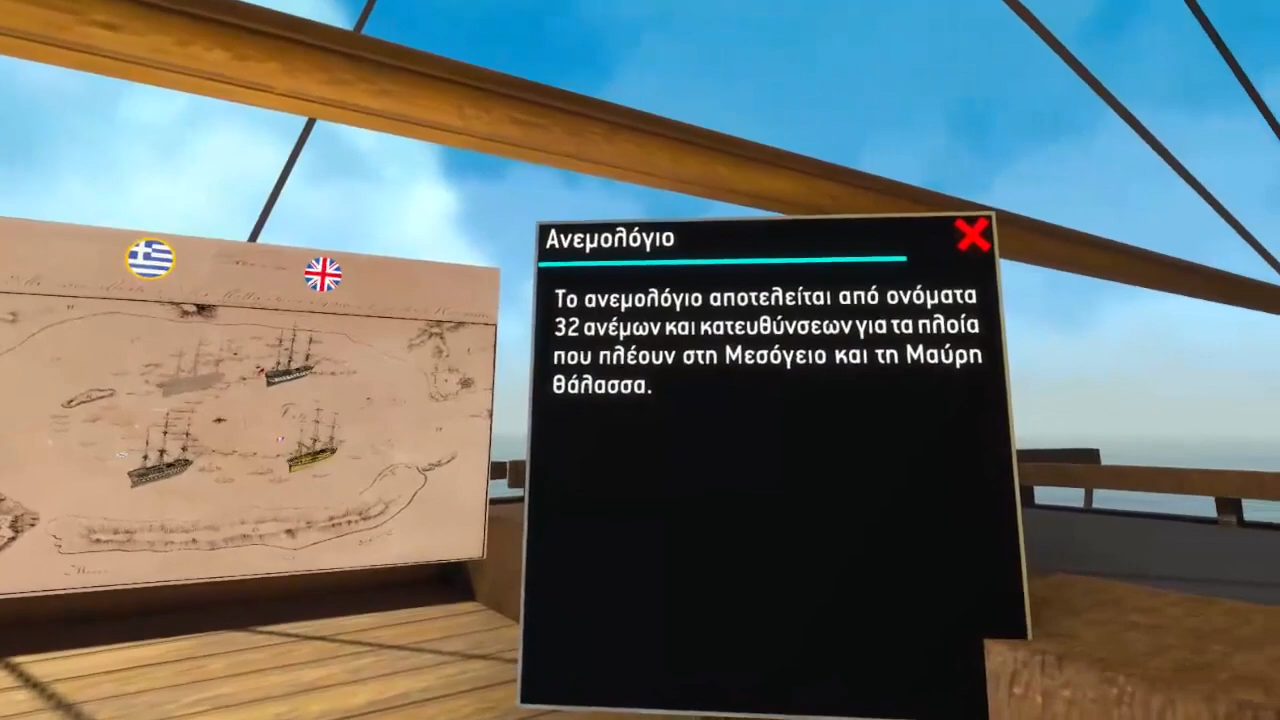 Ανεμολόγιο
Το ανεμολόγιο αποτελείται από ονόματα
32 ανέμων και κατευθύνσεων για τα πλοία
που πλέουν στη Μεσόγειο και τη Μαύρη
θάλασσα.